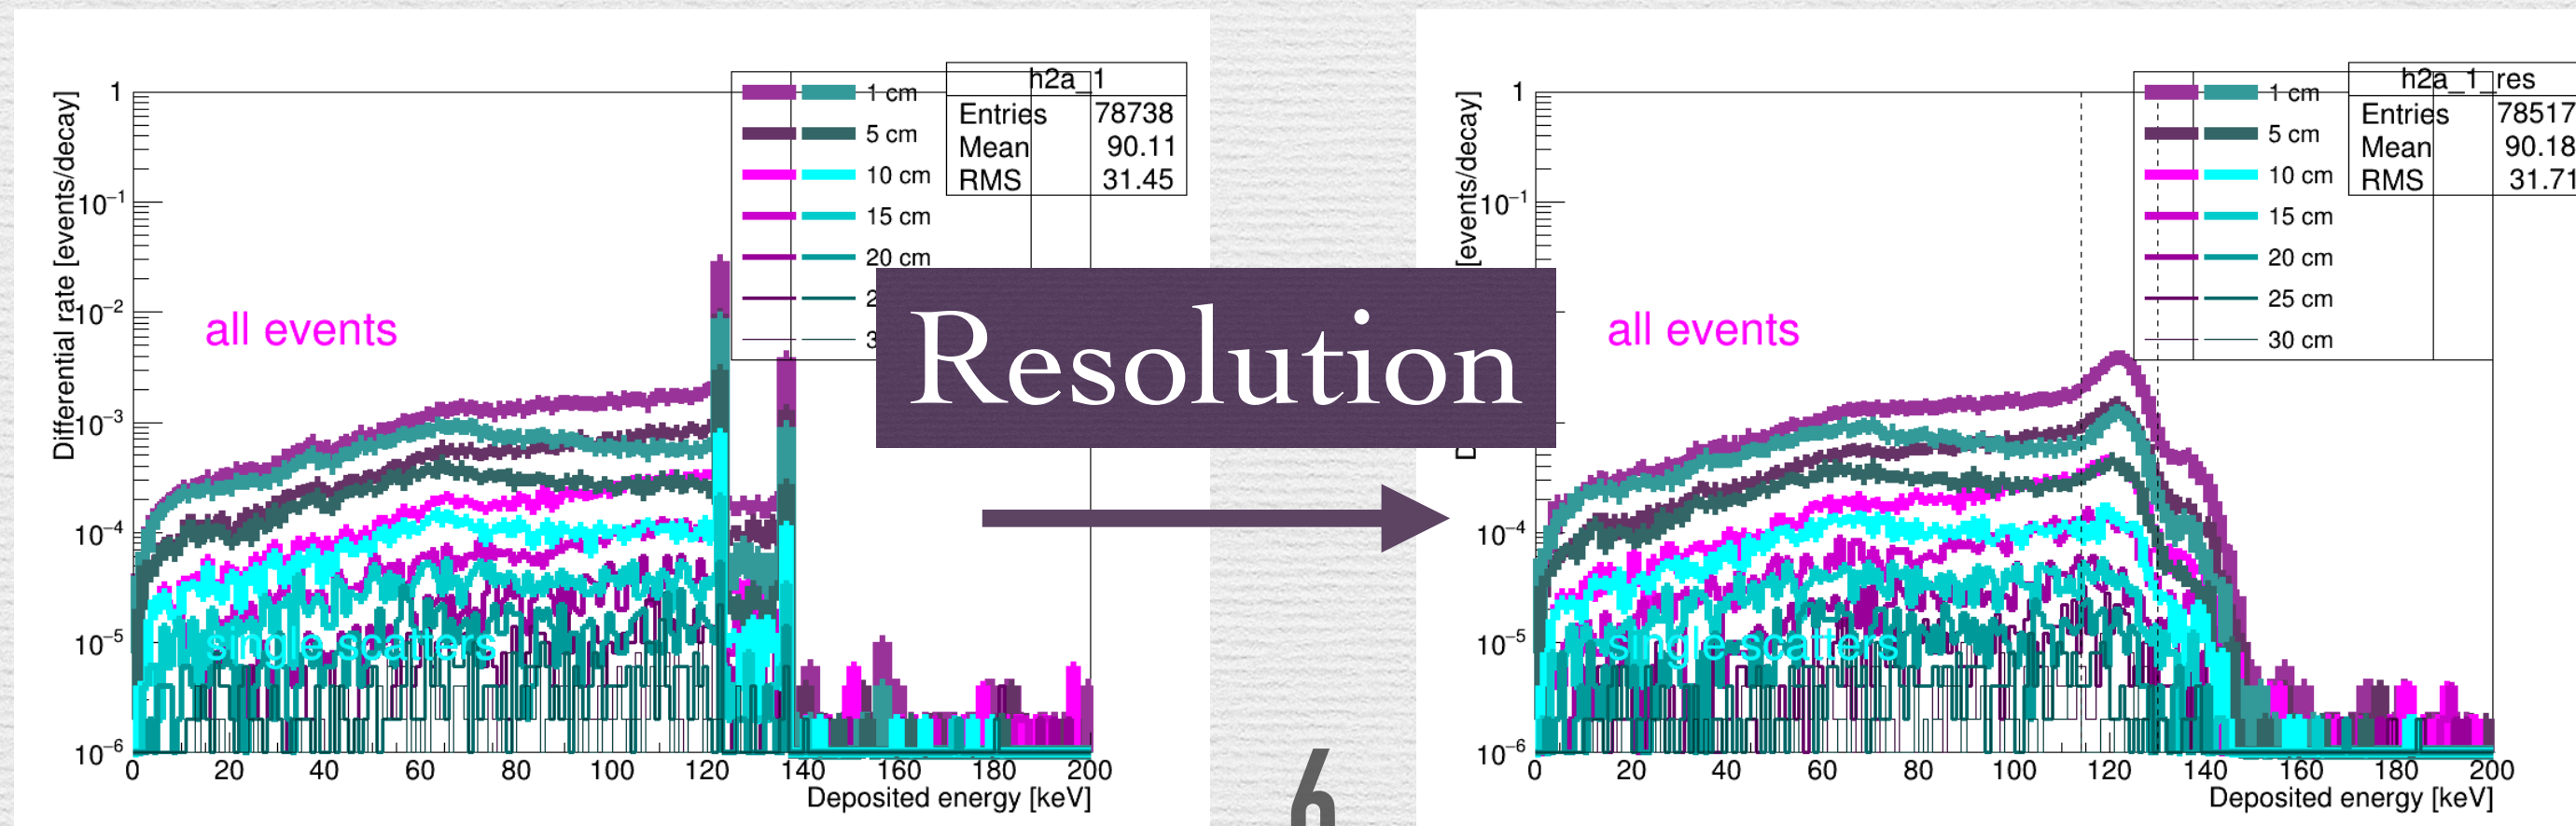 h2a_1
Entries 78738
Mean 90.11
RMS 31.45
1 cm
5 cm
10 cm
15 cm
20 cm
2
3
Differential rate [events/decay]
1
10⁻¹
10⁻²
10⁻³
10⁻⁴
10⁻⁵
10⁻⁶
all events
single scatters
0 20 40 60 80 100 120 140 160 180 200
Deposited energy [keV]
Resolution
6
h2a_1_res
Entries 78517
Mean 90.18
RMS 31.71
1 cm
5 cm
10 cm
15 cm
20 cm
25 cm
30 cm
[events/decay]
1
10⁻¹
10⁻⁴
10⁻⁵
10⁻⁶
all events
single scatters
0 20 40 60 80 100 120 140 160 180 200
Deposited energy [keV]